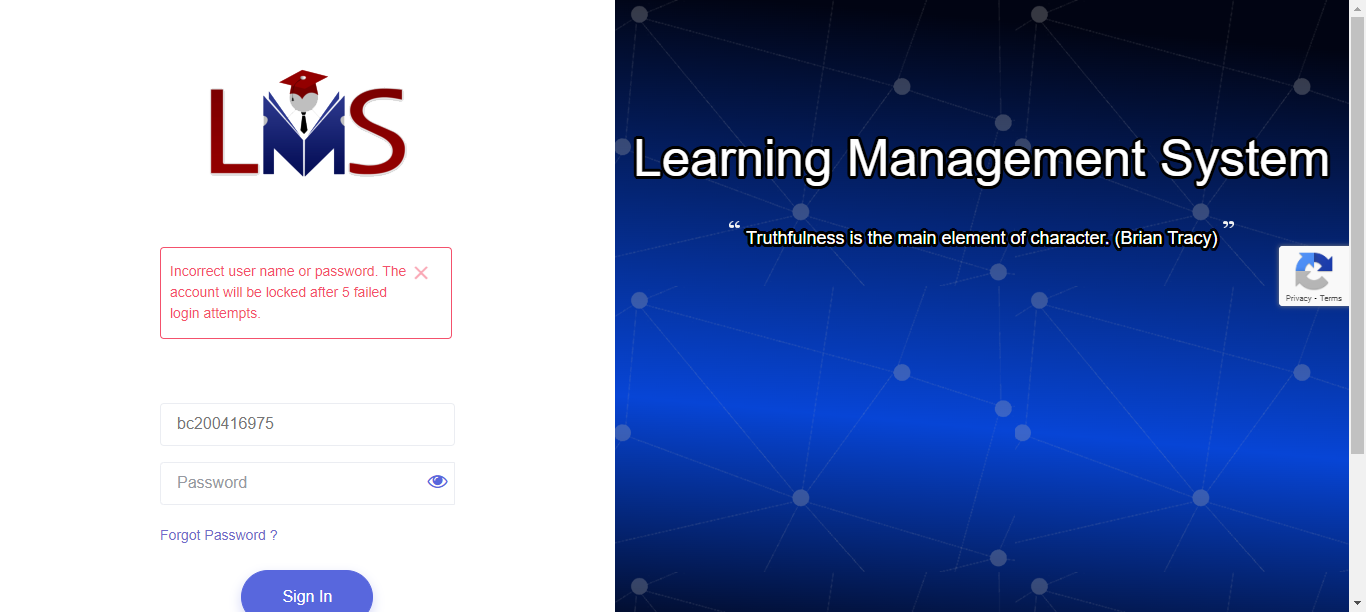 LMS
Incorrect user name or password. The
account will be locked after 5 failed
login attempts.
bc200416975
Password
Forgot Password ?
Sign In
Learning Management System
“ Truthfulness is the main element of character. (Brian Tracy) ”
Privacy - Terms